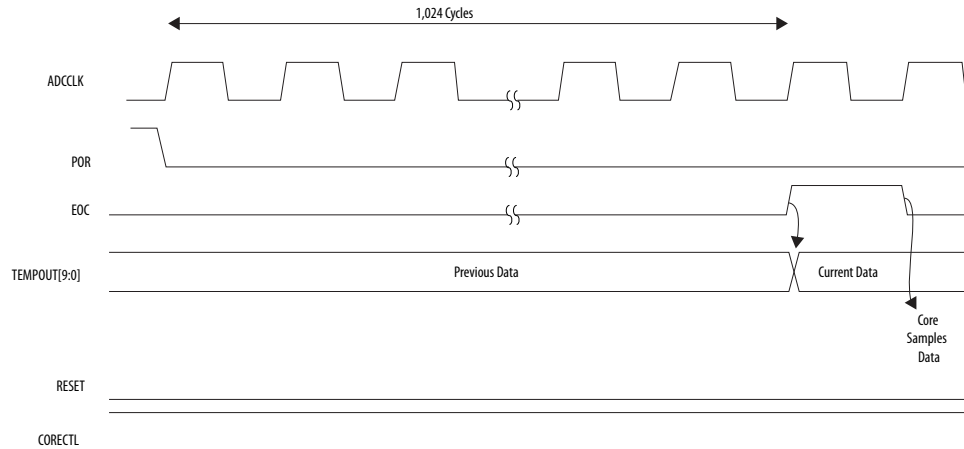 1,024 Cycles
ADCCLK
POR
EOC
TEMPOUT[9:0]
Previous Data
Current Data
Core
Samples
Data
RESET
CORECTL